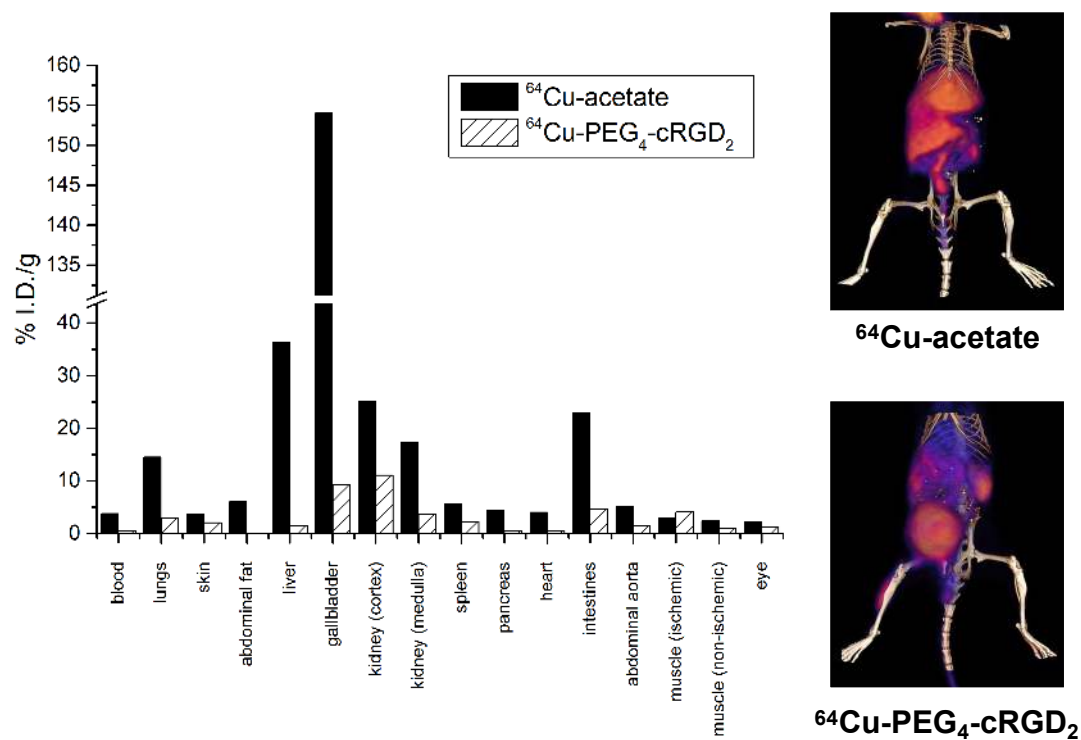 160
155
150
145
140
135
40
30
20
10
0
% I.D./g
⁶⁴Cu-acetate
⁶⁴Cu-PEG₄-cRGD₂
blood
lungs
skin
abdominal fat
liver
gallbladder
kidney (cortex)
kidney (medulla)
spleen
pancreas
heart
intestines
abdominal aorta
muscle (ischemic)
muscle (non-ischemic)
eye
⁶⁴Cu-acetate
⁶⁴Cu-PEG₄-cRGD₂